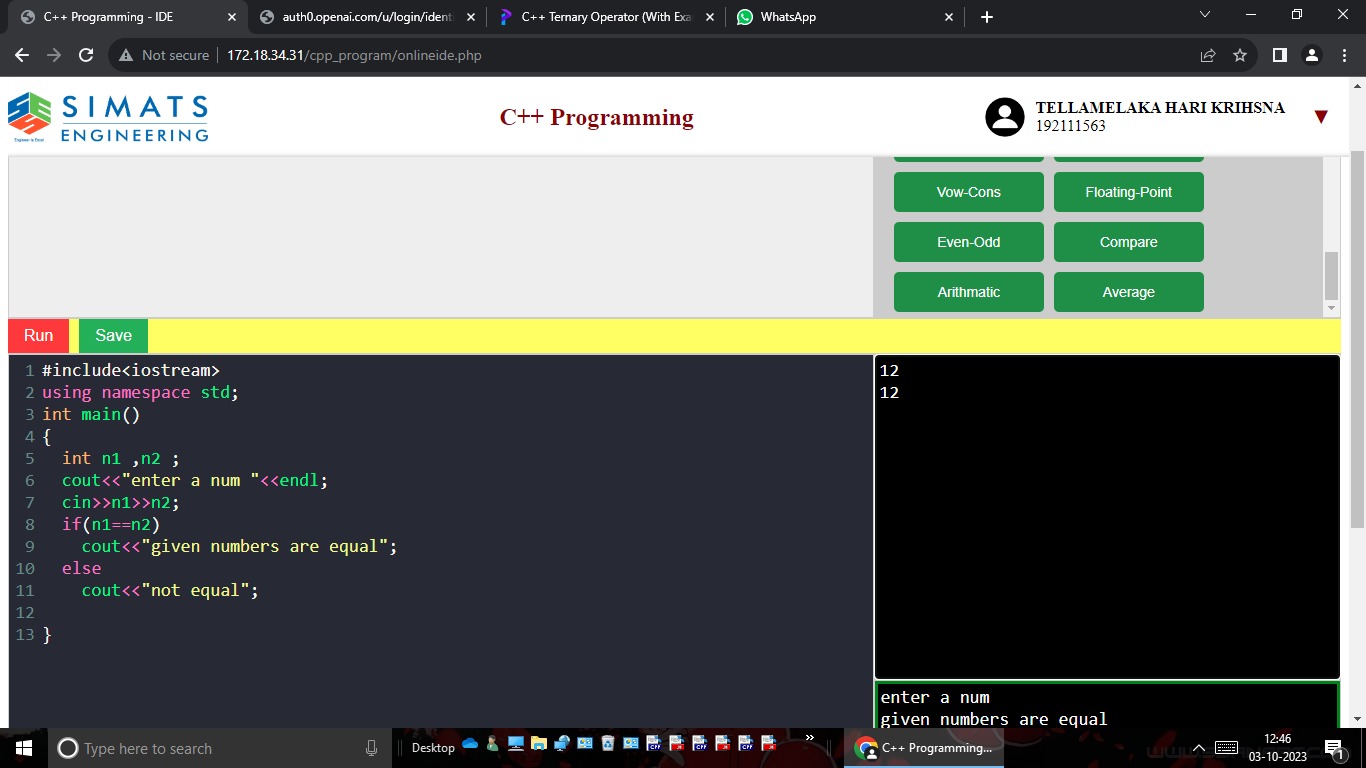 C++ Programming - IDE
auth0.openai.com/u/login/identi
C++ Ternary Operator (With Exa
WhatsApp
Not secure
172.18.34.31/cpp_program/onlineide.php
SIMATS
ENGINEERING
Engineer to Excel
C++ Programming
TELLAMELAKA HARI KRIHSNA
192111563
Vow-Cons
Floating-Point
Even-Odd
Compare
Arithmatic
Average
Run
Save
1 #include<iostream>
2 using namespace std;
3 int main()
4 {
5 int n1 ,n2 ;
6 cout<<"enter a num "<<endl;
7 cin>>n1>>n2;
8 if(n1==n2)
9 cout<<"given numbers are equal";
10 else
11 cout<<"not equal";
12
13 }
12
12
enter a num
given numbers are equal
Type here to search
Desktop
C++ Programming...
12:46
03-10-2023
1